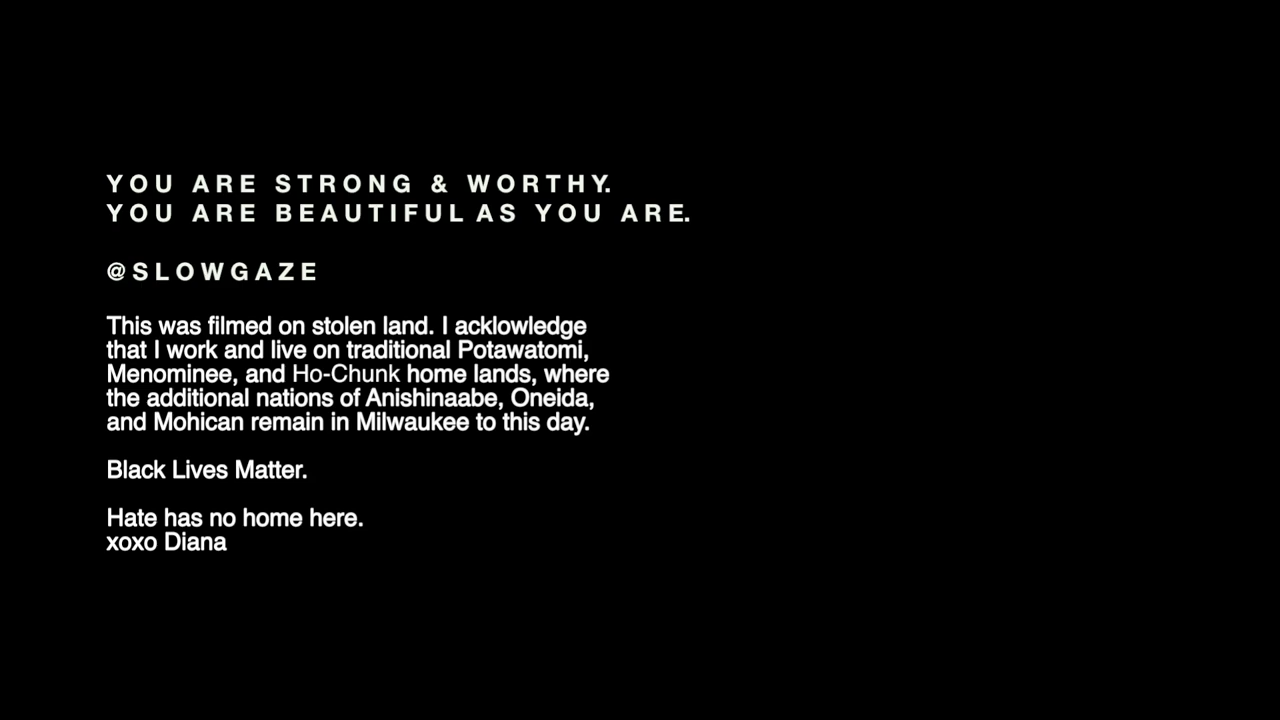 YOU ARE STRONG & WORTHY.
YOU ARE BEAUTIFUL AS YOU ARE.
@SLOWGAZE
This was filmed on stolen land. I acklowledge
that I work and live on traditional Potawatomi,
Menominee, and Ho-Chunk home lands, where
the additional nations of Anishinaabe, Oneida,
and Mohican remain in Milwaukee to this day.
Black Lives Matter.
Hate has no home here.
xoxo Diana